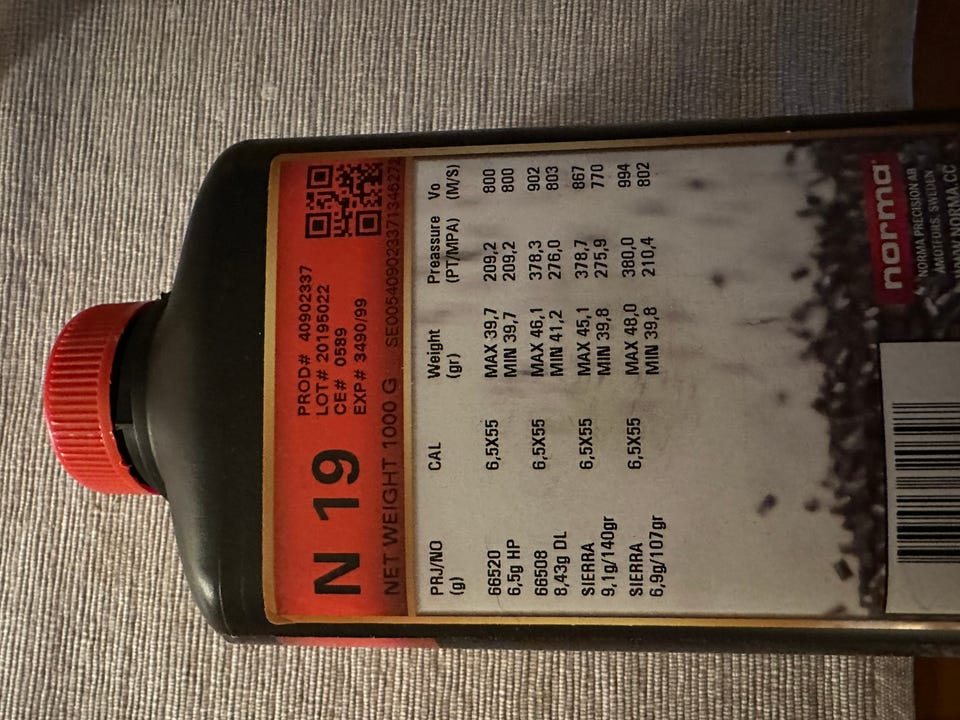 N 19
PROD# 40902337
LOT# 20195022
CE# 0589
EXP# 3490/99
NET WEIGHT 1000 G SE0054090233713462
PRJ/NO CAL Weight Preassure Vo
(g) (gr) (PT/MPA) (M/S)
66520 6,5X55 MAX 39,7 209,2 800
6,5g HP MIN 39,7 209,2 800
66508 6,5X55 MAX 46,1 378,3 902
8,43g DL MIN 41,2 276,0 803
SIERRA 6,5X55 MAX 45,1 378,7 867
9,1g/140gr MIN 39,8 275,9 770
SIERRA 6,5X55 MAX 48,0 380,0 994
6,9g/107gr MIN 39,8 210,4 802
norma
NORMA PRECISION AB
AMOTFORS, SWEDEN
WWW.NORMA.CC